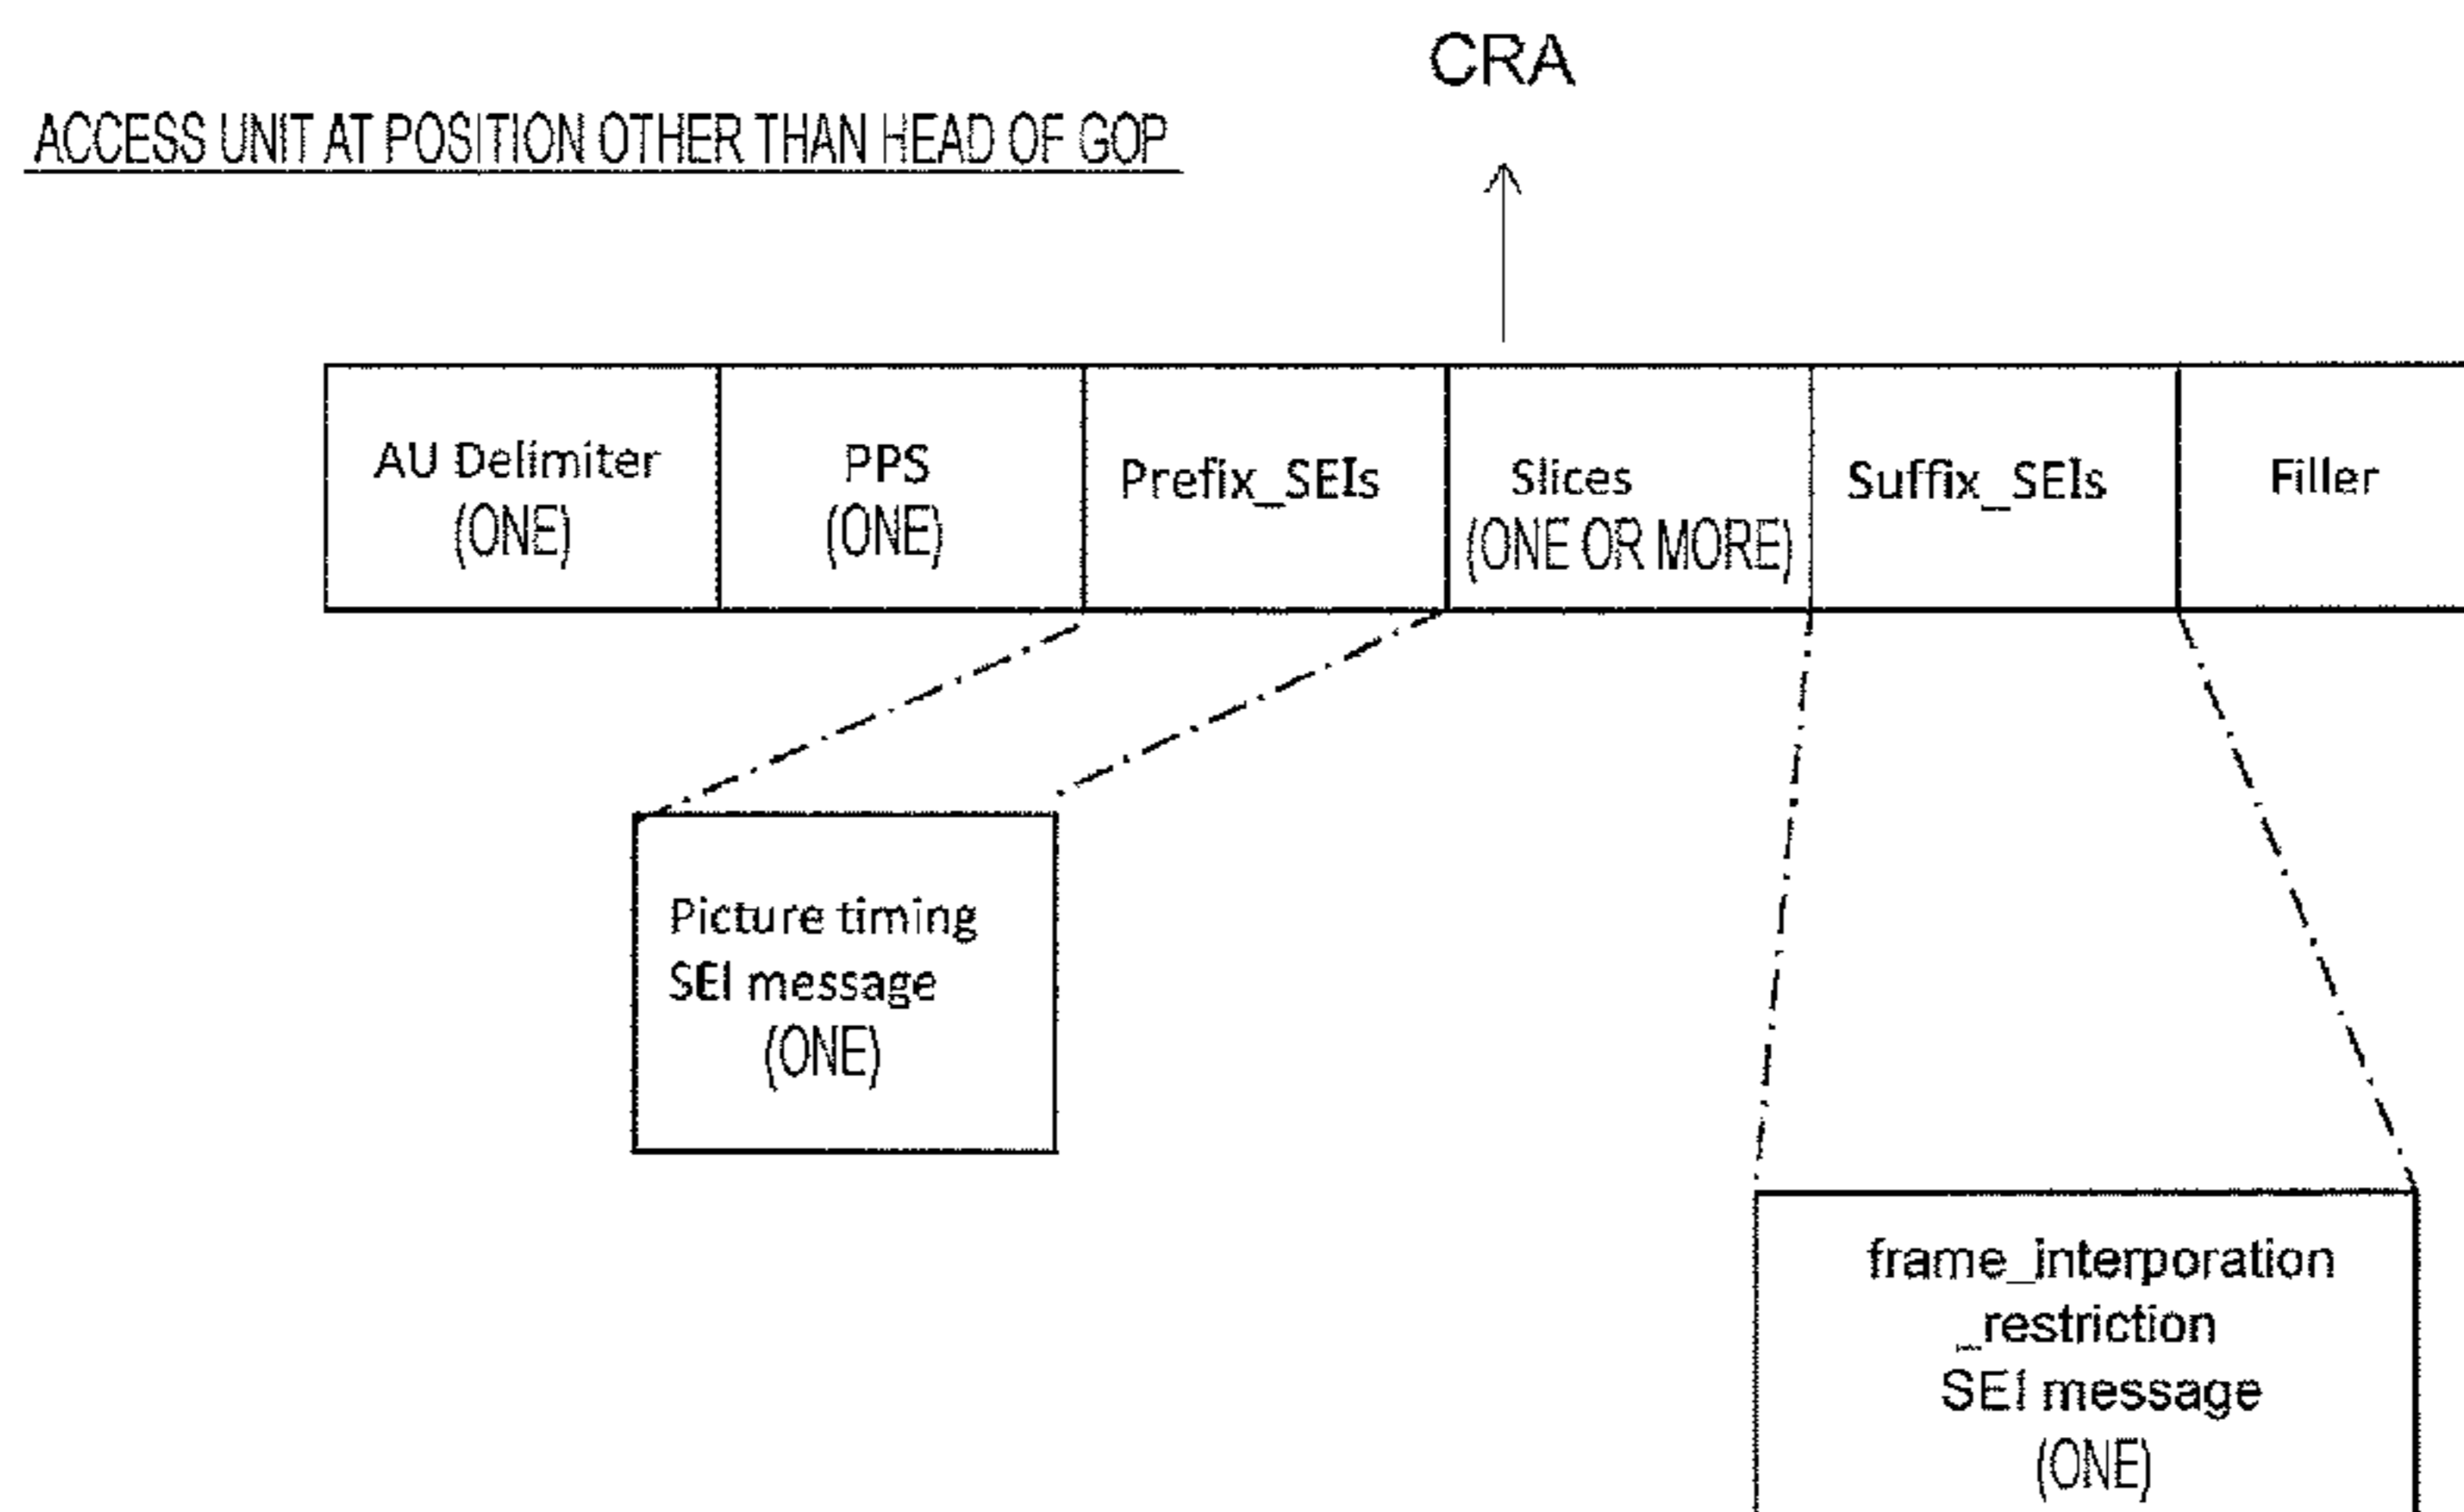 CRA
ACCESS UNIT AT POSITION OTHER THAN HEAD OF GOP
AU Delimiter
(ONE)
PPS
(ONE)
Prefix_SEIs
Slices
(ONE OR MORE)
Suffix_SEIs
Filler
Picture timing
SEI message
(ONE)
frame_interporation
_restriction
SEI message
(ONE)